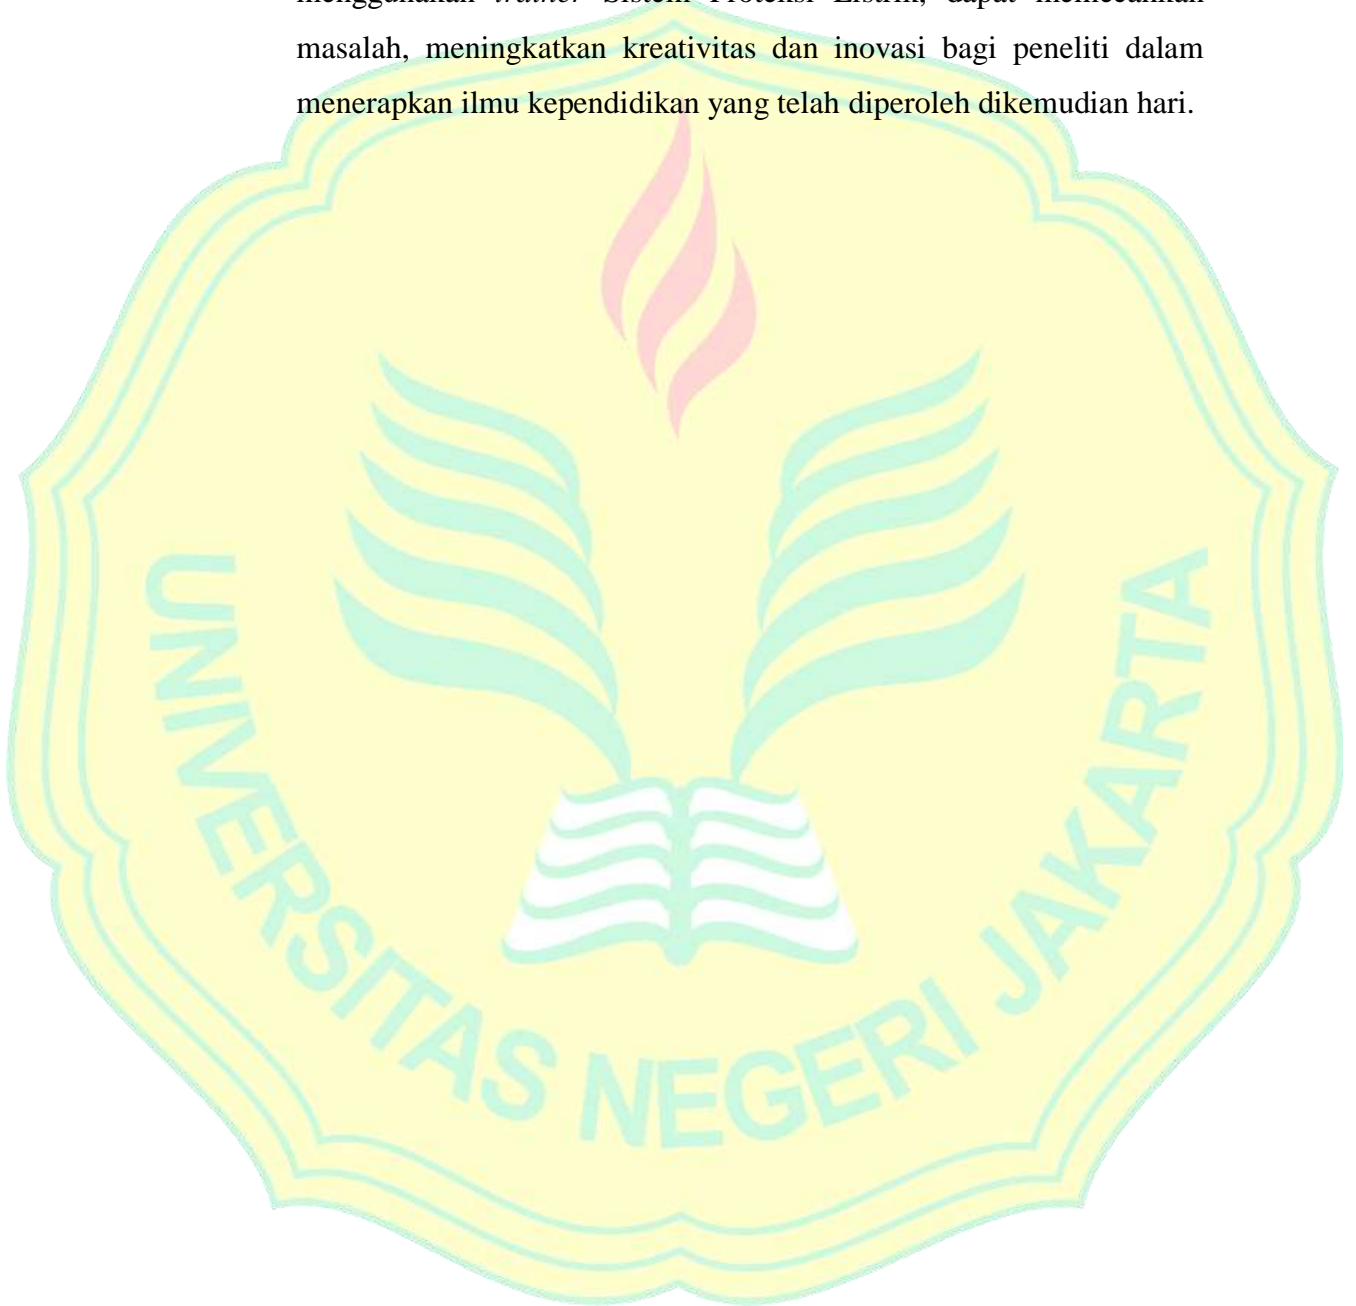 menggunakan trainer Sistem Proteksi Listrik, dapat memecahkan
masalah, meningkatkan kreativitas dan inovasi bagi peneliti dalam
menerapkan ilmu kependidikan yang telah diperoleh dikemudian hari.
UNIVERSITAS NEGERI JAKARTA